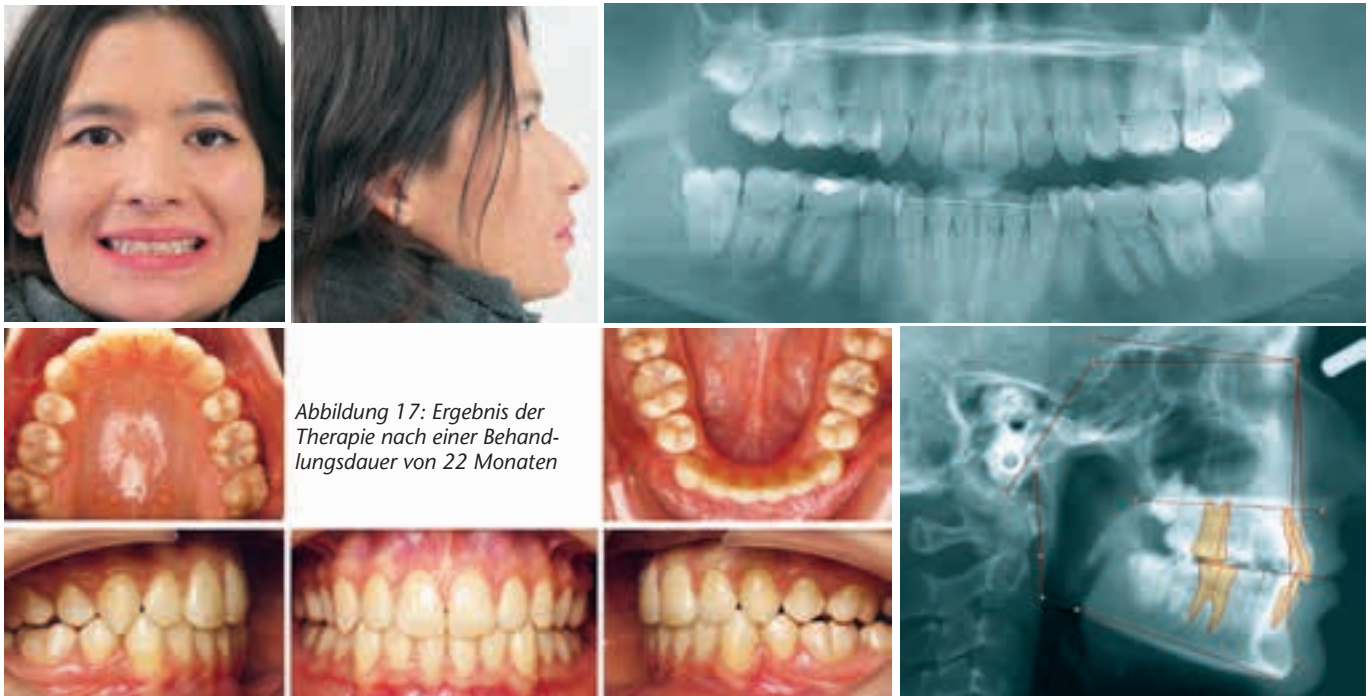 Abbildung 17: Ergebnis der
Therapie nach einer Behand-
lungsdauer von 22 Monaten